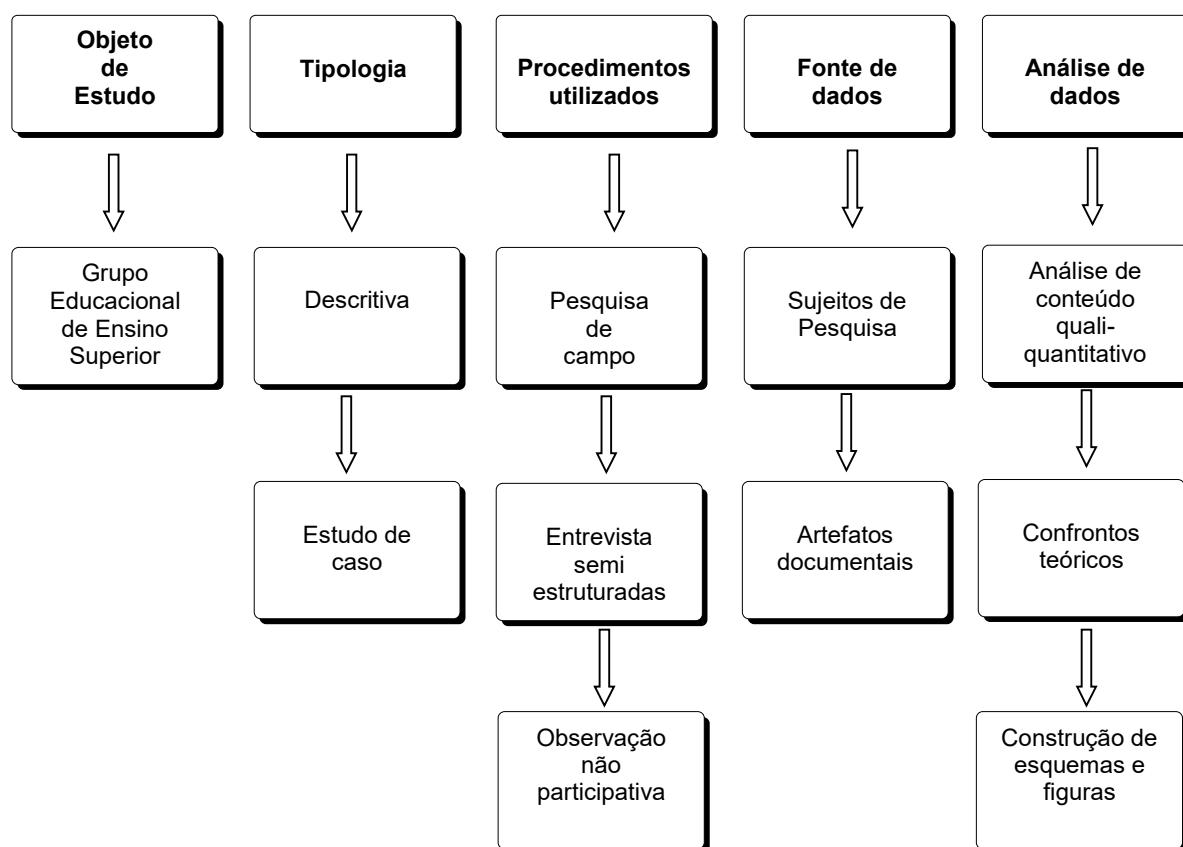 Objeto
de
Estudo
Tipologia
Procedimentos
utilizados
Fonte de
dados
Análise de
dados
Grupo
Educacional
de Ensino
Superior
Descritiva
Pesquisa
de
campo
Sujeitos de
Pesquisa
Análise de
conteúdo
quali-
quantitativo
Estudo de
caso
Entrevista
semi
estruturadas
Artefatos
documentais
Confrontos
teóricos
Observação
não
participativa
Construção de
esquemas e
figuras